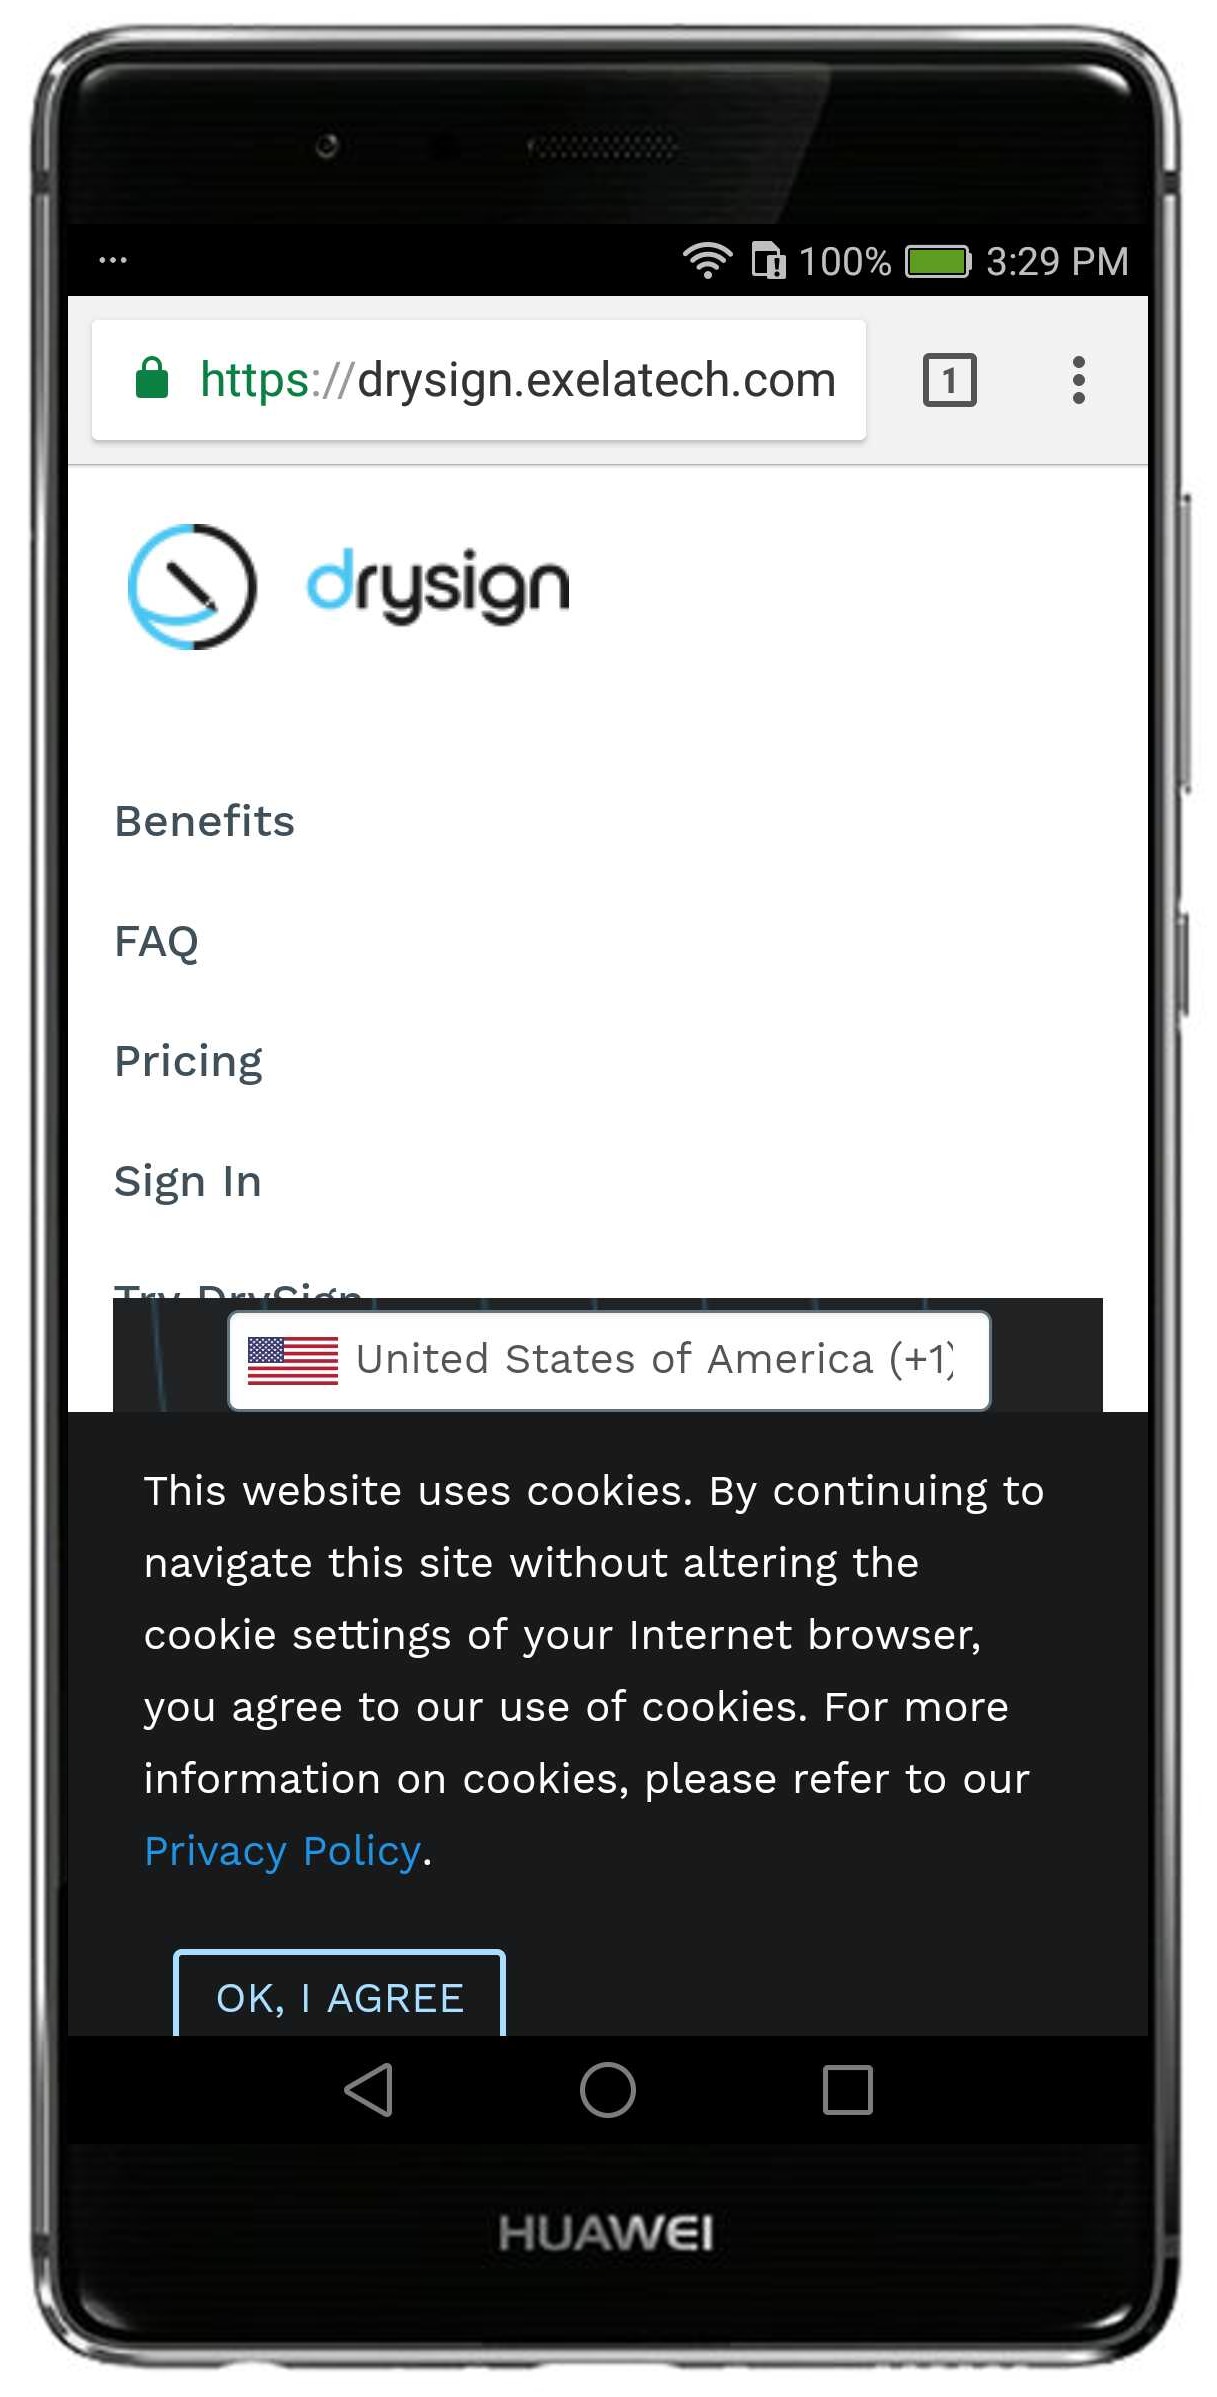 ... 100% 3:29 PM
https://drysign.exelatech.com 1
drysign
Benefits
FAQ
Pricing
Sign In
Try DrySign
United States of America (+1)
This website uses cookies. By continuing to
navigate this site without altering the
cookie settings of your Internet browser,
you agree to our use of cookies. For more
information on cookies, please refer to our
Privacy Policy.
OK, I AGREE
HUAWEI